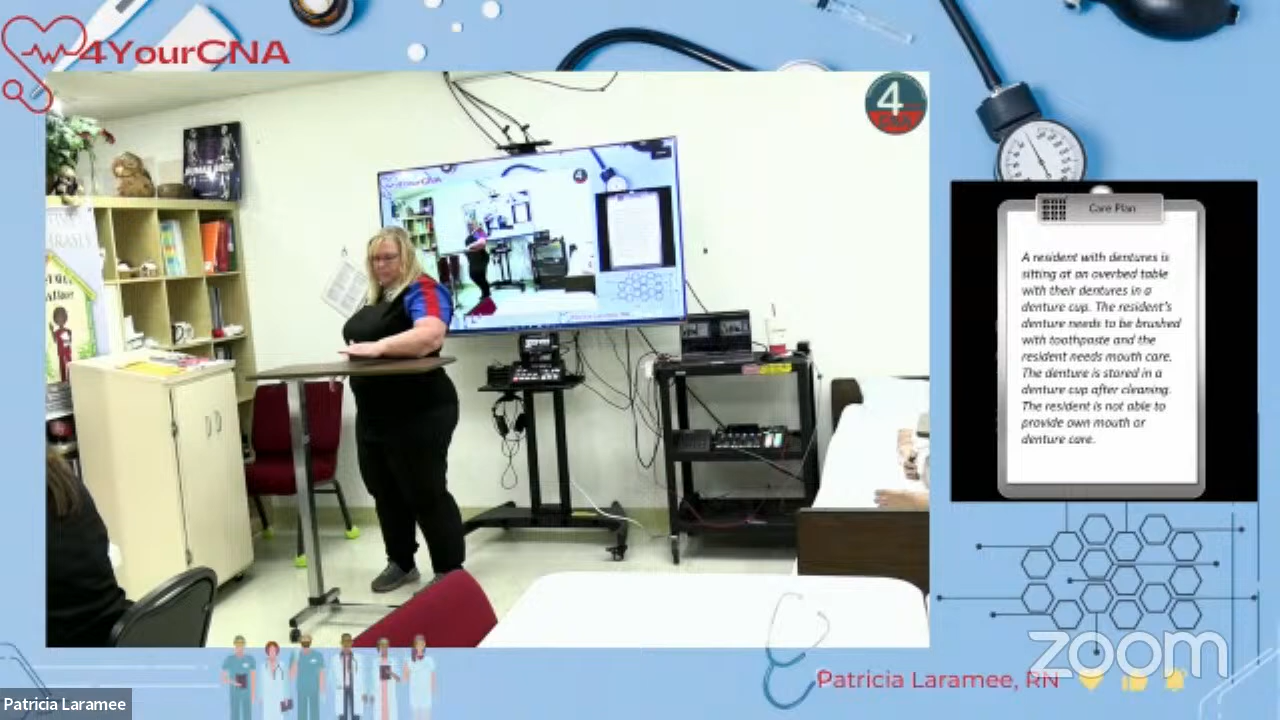 4YourCNA
4
CNA
Care Plan
A resident with dentures is
sitting at an overbed table
with their dentures in a
denture cup. The resident's
denture needs to be brushed
with toothpaste and the
resident needs mouth care.
The denture is stored in a
denture cup after cleaning.
The resident is not able to
provide own mouth or
denture care.
zoom
Patricia Laramee, RN
Patricia Laramee